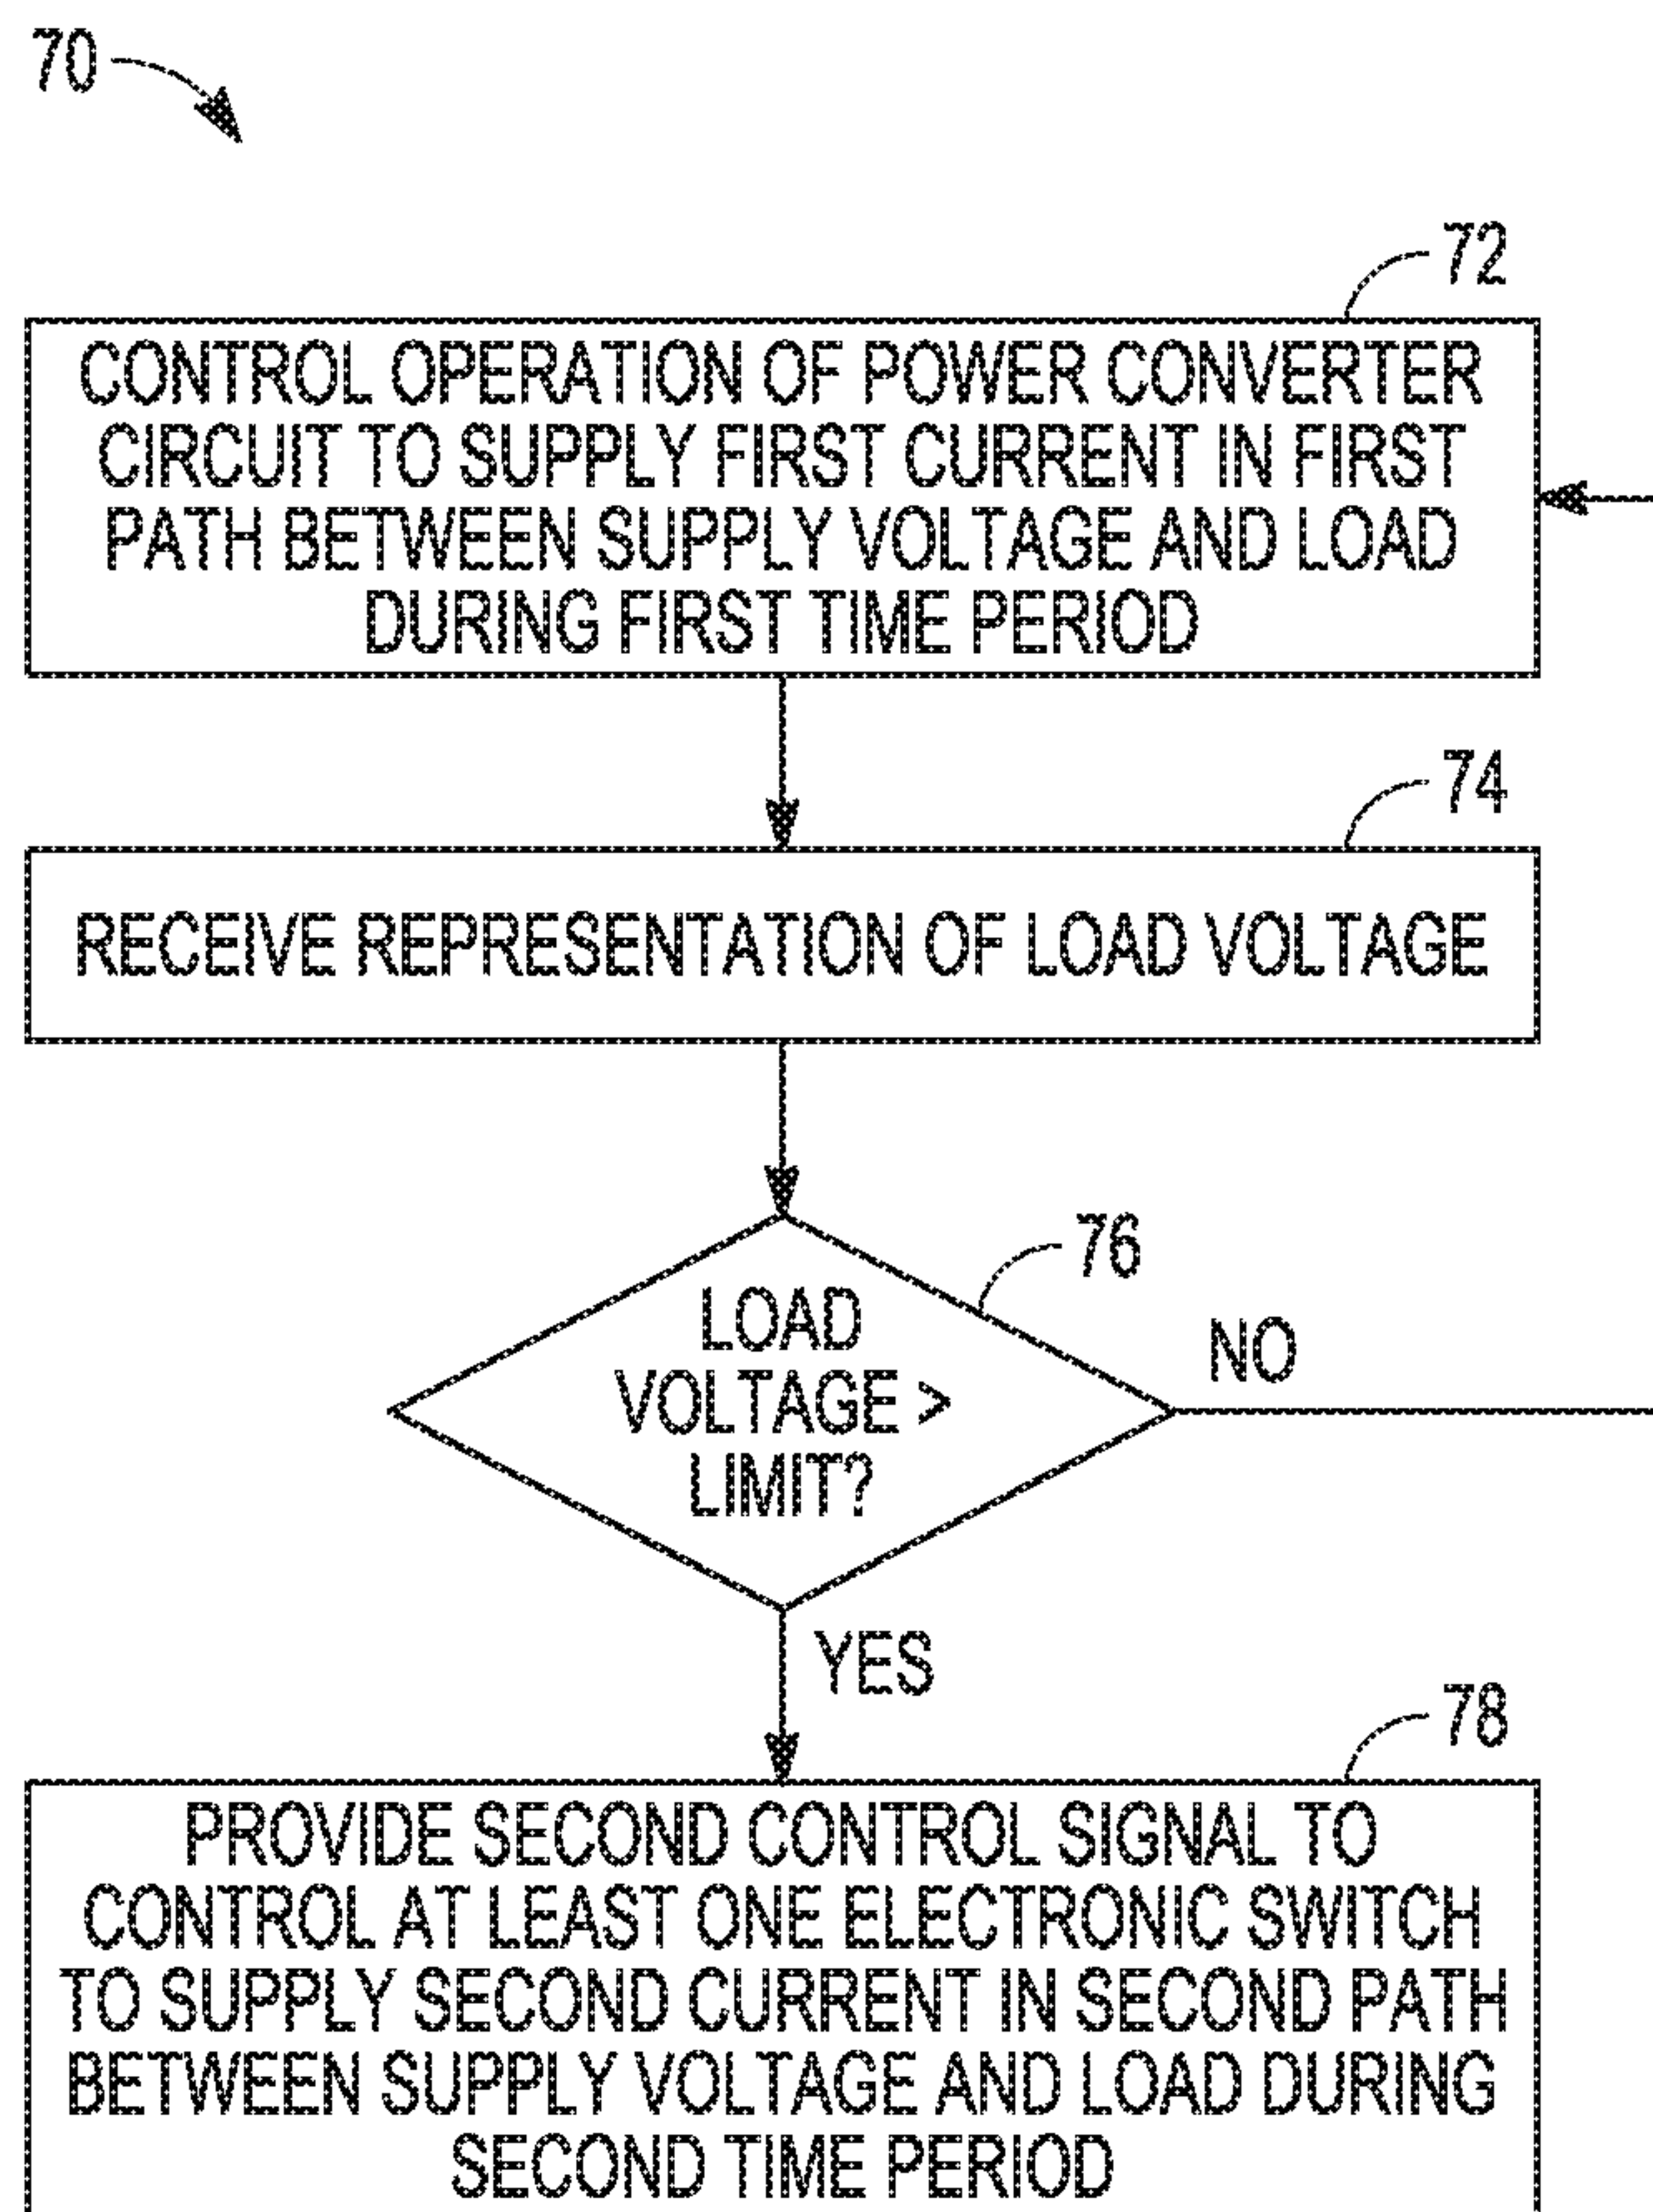 70
72
CONTROL OPERATION OF POWER CONVERTER
CIRCUIT TO SUPPLY FIRST CURRENT IN FIRST
PATH BETWEEN SUPPLY VOLTAGE AND LOAD
DURING FIRST TIME PERIOD
74
RECEIVE REPRESENTATION OF LOAD VOLTAGE
76
LOAD
VOLTAGE >
LIMIT?
NO
YES
78
PROVIDE SECOND CONTROL SIGNAL TO
CONTROL AT LEAST ONE ELECTRONIC SWITCH
TO SUPPLY SECOND CURRENT IN SECOND PATH
BETWEEN SUPPLY VOLTAGE AND LOAD DURING
SECOND TIME PERIOD